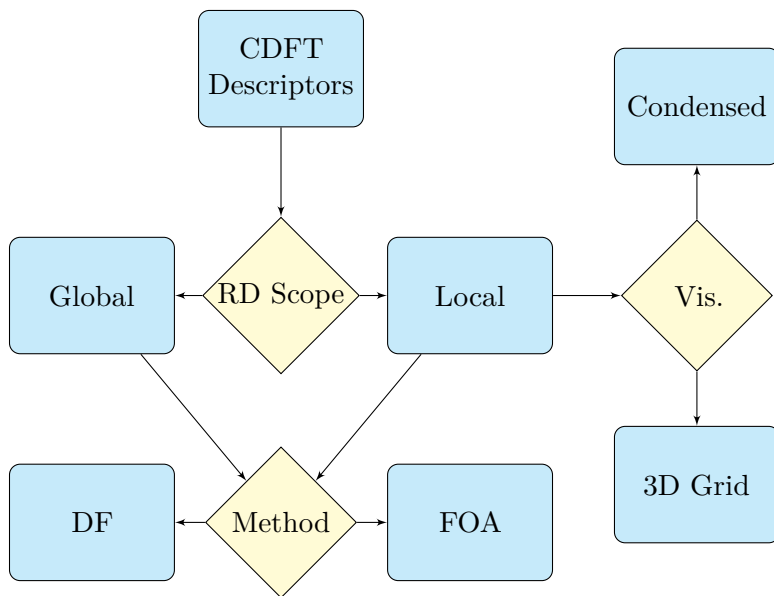 CDFT
Descriptors
Condensed
Global
RD Scope
Local
Vis.
3D Grid
DF
Method
FOA